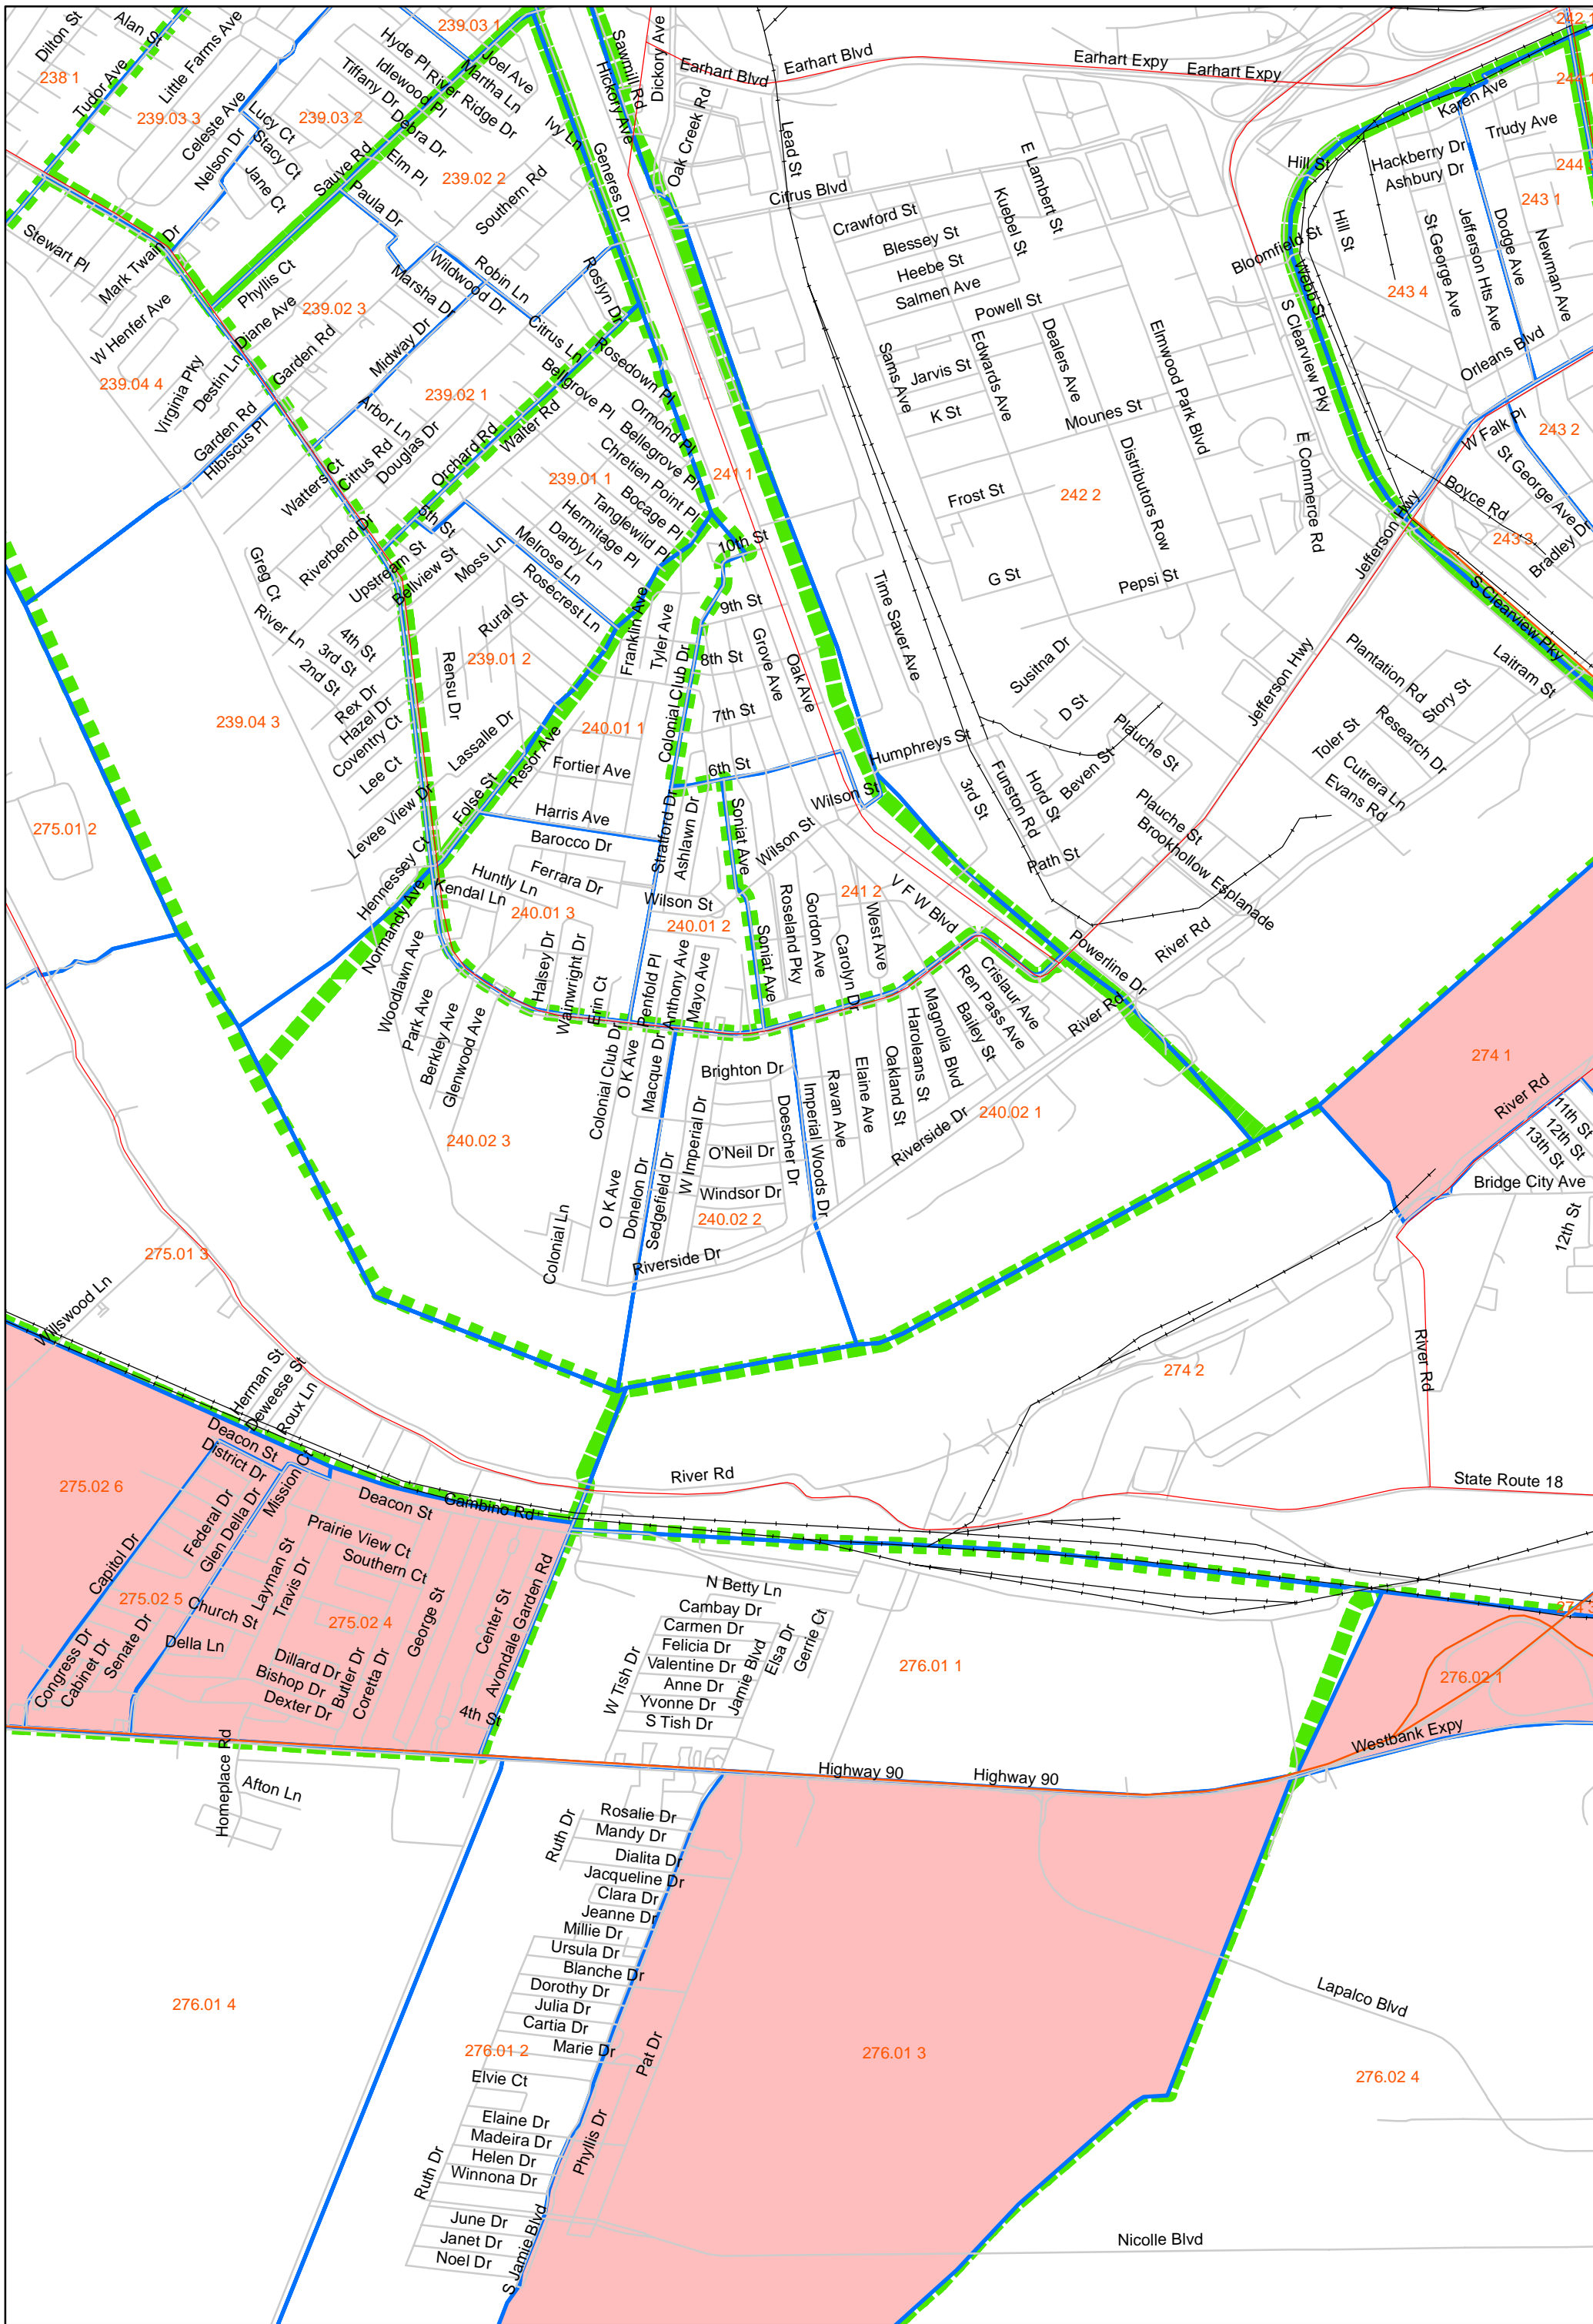 Dilton St
Alan St
Little Farms Ave
238 1
Tudor Ave
239.03 3
Celeste Ave
Lucy Ct
Stacy Ct
Nelson Dr
Jane Ct
239.03 2
239.03 1
Hyde Pl
Idlewood Pl
Tiffany Dr
River Ridge Dr
Joel Ave
Martha Ln
Debra Dr
Elm Pl
Sauve Rd
Paula Dr
239.02 2
Southern Rd
Ivy Ln
Generes Dr
Sawmill Rd
Hickory Ave
Dickory Ave
Oak Creek Rd
Earhart Blvd
Earhart Blvd
Earhart Expy
Earhart Expy
242 1
244 1
Karen Ave
Trudy Ave
Hackberry Dr
Ashbury Dr
244
243 1
Hill St
Hill St
Bloomfield St
Webb St
243 4
St George Ave
Jefferson Hts Ave
Dodge Ave
Newman Ave
Orleans Blvd
Lead St
Citrus Blvd
Crawford St
Blessey St
Heebe St
Salmen Ave
Kuebel St
E Lambert St
Powell St
Sams Ave
Jarvis St
K St
Edwards Ave
Dealers Ave
Mounes St
Elmwood Park Blvd
S Clearview Pky
E Commerce Rd
Distributors Row
Frost St
242 2
G St
Pepsi St
Jefferson Hwy
W Falk Pl
243 2
St George Ave
Boyce Rd
243 3
Bradley Dr
S Clearview Pky
Stewart Pl
Mark Twain Dr
W Henfer Ave
Phyllis Ct
Diane Ave
239.02 3
Garden Rd
Destin Ln
Virginia Pky
239.04 4
Garden Rd
Hibiscus Pl
Marsha Dr
Wildwood Dr
Robin Ln
Midway Dr
Roslyn Dr
Citrus Ln
239.02 1
Arbor Ln
Citrus Rd
Douglas Dr
Watters Ct
Orchard Rd
Walter Rd
Rosedown Pl
Bellgrove Pl
Ormond Pl
Bellegrove Pl
Chretien Point Pl
Bocage Pl
Tanglewild Pl
Hermitage Pl
Darby Ln
239.01 1
241 1
10th St
Riverbend Dr
5th St
Upstream St
Bellview St
Moss Ln
Melrose Ln
Rosecrest Ln
Greg Ct
River Ln
4th St
3rd St
2nd St
Rex Dr
Hazel Dr
Coventry Ct
Lee Ct
239.04 3
Rural St
239.01 2
Rensu Dr
Lassalle Dr
Franklin Ave
Tyler Ave
Colonial Club Dr
9th St
8th St
7th St
6th St
Grove Ave
Oak Ave
Time Saver Ave
Humphreys St
240.01 1
Fortier Ave
Resor Ave
Folse St
Levee View Dr
Harris Ave
Barocco Dr
Stratford Dr
Ashlawn Dr
Soniat Ave
Wilson St
Wilson St
Susitna Dr
D St
Plauche St
Beven St
Hord St
Funston Rd
3rd St
Path St
Plauche St
Brookhollow Esplanade
Jefferson Hwy
Plantation Rd
Story St
Laitram St
Research Dr
Toler St
Cutrera Ln
Evans Rd
275.01 2
Hennessey Ct
Normandy Ave
Huntly Ln
Kendal Ln
Ferrara Dr
Wilson St
240.01 3
240.01 2
241 2
V F W Blvd
West Ave
Gordon Ave
Roseland Pky
Soniat Ave
Carolyn Dr
Powerline Dr
River Rd
River Rd
Woodlawn Ave
Park Ave
Berkley Ave
Glenwood Ave
Halsey Dr
Wainwright Dr
Erin Ct
Penfold Pl
Anthony Ave
Mayo Ave
Colonial Club Dr
O K Ave
Macque Dr
Brighton Dr
Doescher Dr
Imperial Woods Dr
Ravan Ave
Elaine Ave
Oakland St
Haroleans St
Magnolia Blvd
Bailey St
Ren Pass Ave
Crislaur Ave
240.02 1
Riverside Dr
240.02 3
O'Neil Dr
W Imperial Dr
Windsor Dr
240.02 2
O K Ave
Donelon Dr
Sedgefield Dr
Colonial Ln
Riverside Dr
274 1
River Rd
11th St
12th St
13th St
Bridge City Ave
12th St
275.01 3
Willswood Ln
274 2
River Rd
Herman St
Deweese St
Roux Ln
Deacon St
District Dr
275.02 6
Mission Ct
Deacon St
Gambino Rd
River Rd
State Route 18
Federal Dr
Glen Della Dr
Capitol Dr
Prairie View Ct
Southern Ct
Layman St
Travis Dr
275.02 5
Church St
275.02 4
Della Ln
Senate Dr
Cabinet Dr
Congress Dr
Dillard Dr
Bishop Dr
Dexter Dr
Butler Dr
Coretta Dr
George St
Center St
Avondale Garden Rd
4th St
N Betty Ln
Cambay Dr
Carmen Dr
Felicia Dr
Valentine Dr
Anne Dr
Yvonne Dr
S Tish Dr
W Tish Dr
Jamie Blvd
Elsa Dr
Gerrie Ct
276.01 1
274 3
276.02 1
Westbank Expy
Highway 90
Highway 90
Homeplace Rd
Afton Ln
Ruth Dr
Rosalie Dr
Mandy Dr
Dialita Dr
Jacqueline Dr
Clara Dr
Jeanne Dr
Millie Dr
Ursula Dr
Blanche Dr
Dorothy Dr
Julia Dr
Cartia Dr
Marie Dr
276.01 4
276.01 2
276.01 3
Lapalco Blvd
276.02 4
Pat Dr
Elvie Ct
Elaine Dr
Madeira Dr
Helen Dr
Winnona Dr
Phyllis Dr
Ruth Dr
June Dr
Janet Dr
Noel Dr
S Jamie Blvd
Nicolle Blvd